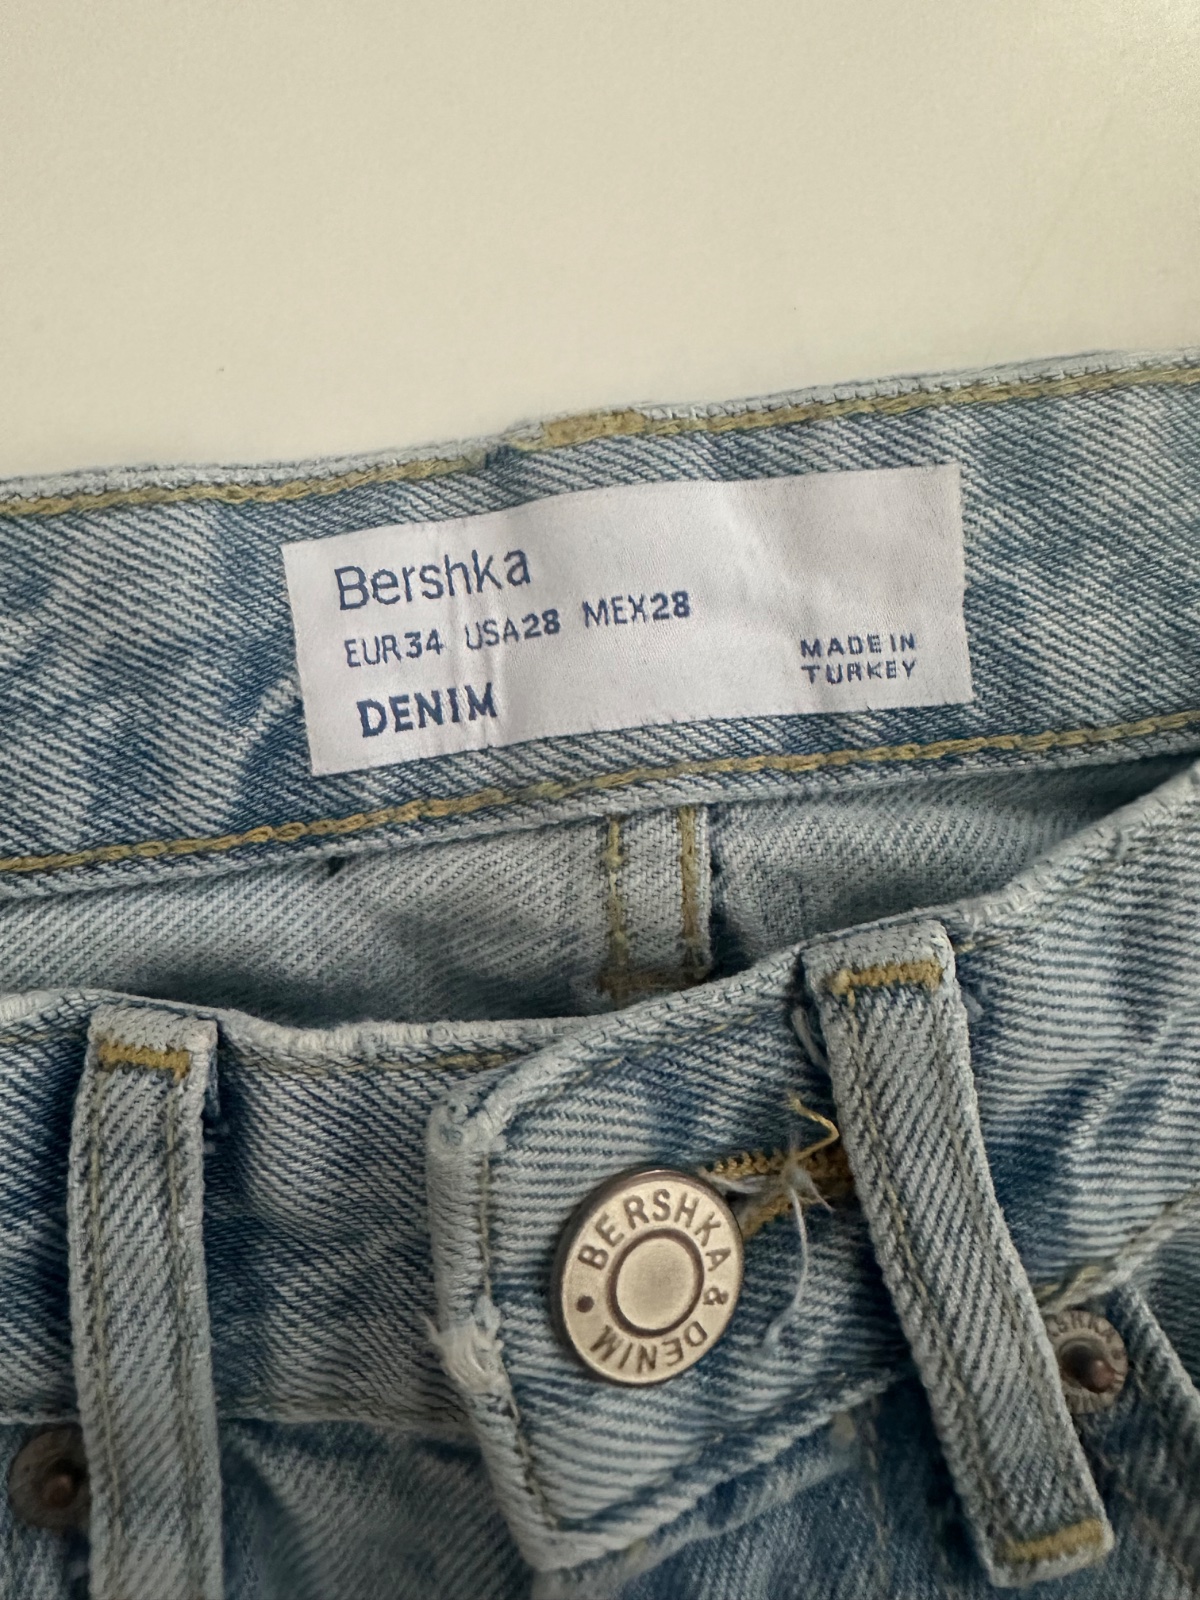 Bershka
EUR34 USA28 MEX28
DENIM
MADE IN
TURKEY
BERSHKA & DENIM